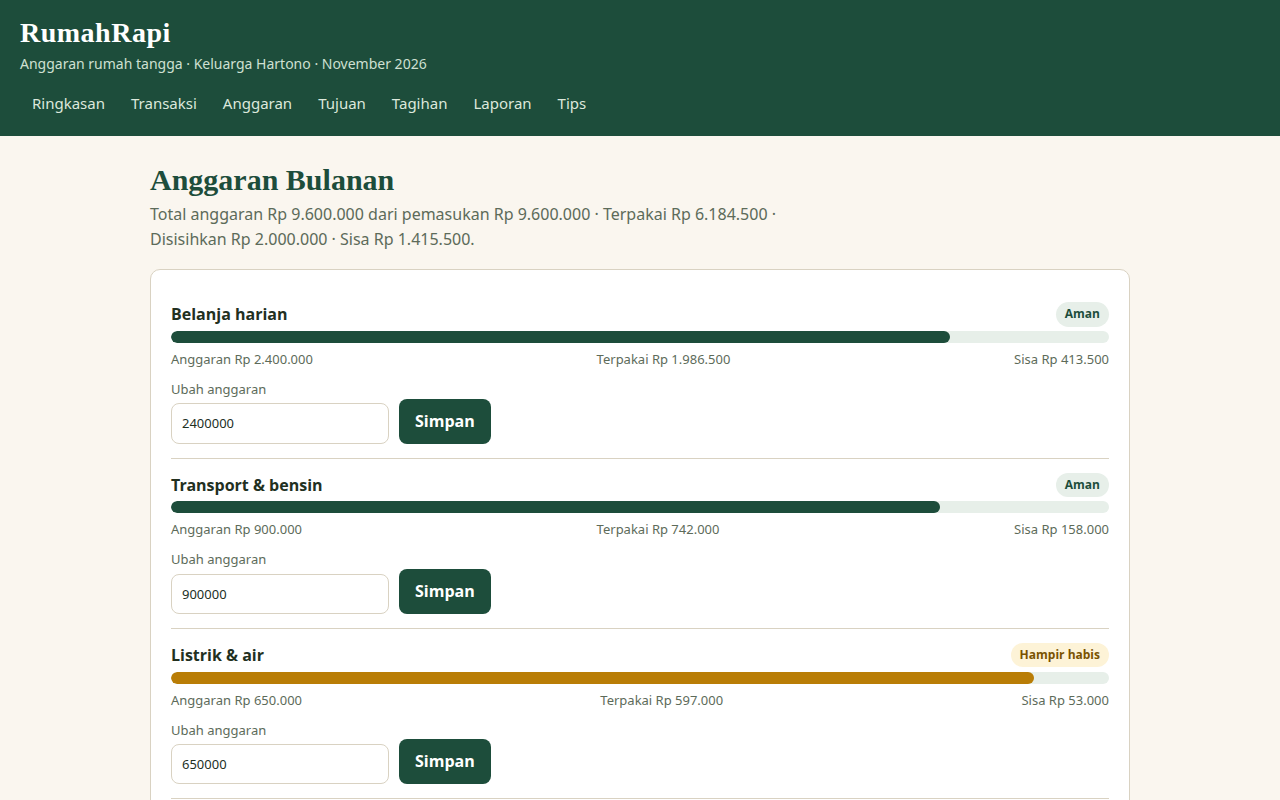 RumahRapi
Anggaran rumah tangga · Keluarga Hartono · November 2026
Ringkasan Transaksi Anggaran Tujuan Tagihan Laporan Tips
Anggaran Bulanan
Total anggaran Rp 9.600.000 dari pemasukan Rp 9.600.000 · Terpakai Rp 6.184.500 ·
Disisihkan Rp 2.000.000 · Sisa Rp 1.415.500.
Belanja harian Aman
Anggaran Rp 2.400.000 Terpakai Rp 1.986.500 Sisa Rp 413.500
Ubah anggaran
2400000 Simpan
Transport & bensin Aman
Anggaran Rp 900.000 Terpakai Rp 742.000 Sisa Rp 158.000
Ubah anggaran
900000 Simpan
Listrik & air Hampir habis
Anggaran Rp 650.000 Terpakai Rp 597.000 Sisa Rp 53.000
Ubah anggaran
650000 Simpan